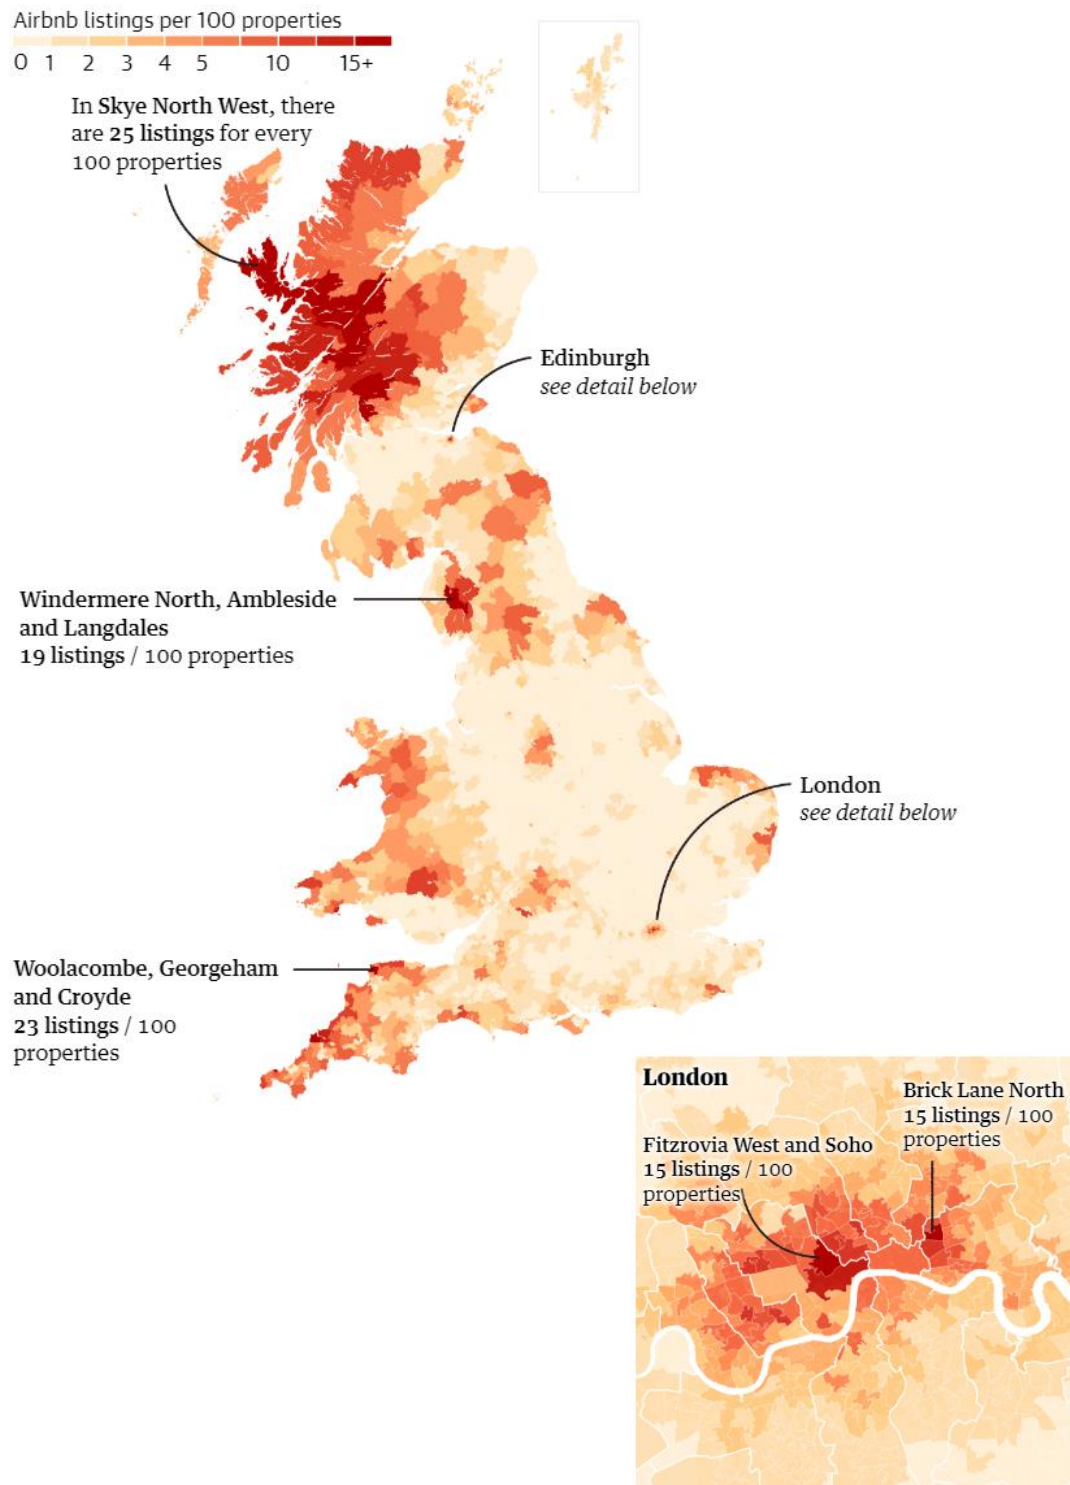 Airbnb listings per 100 properties
0 1 2 3 4 5 10 15+
In Skye North West, there
are 25 listings for every
100 properties
Edinburgh
see detail below
Windermere North, Ambleside
and Langdales
19 listings / 100 properties
London
see detail below
Woolacombe, Georgeham
and Croyde
23 listings / 100
properties
London
Brick Lane North
15 listings / 100
properties
Fitzrovia West and Soho
15 listings / 100
properties